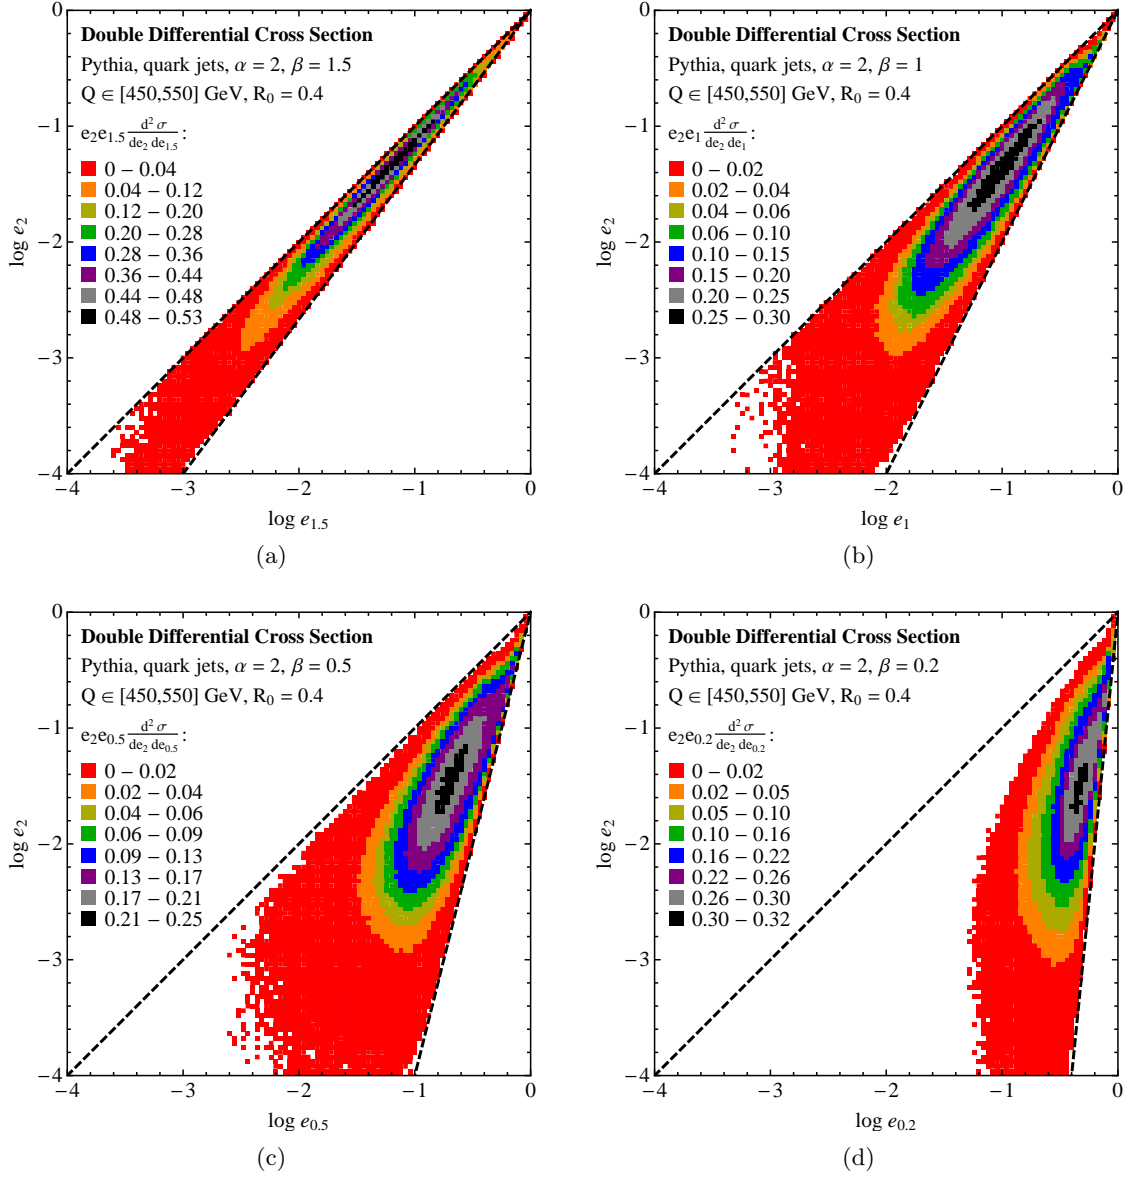 Double Differential Cross Section
Pythia, quark jets, α = 2, β = 1.5
Q ∈ [450,550] GeV, R₀ = 0.4
e₂e₁.₅ d²σ/de₂ de₁.₅ :
0 − 0.04
0.04 − 0.12
0.12 − 0.20
0.20 − 0.28
0.28 − 0.36
0.36 − 0.44
0.44 − 0.48
0.48 − 0.53
log e₂
0
−1
−2
−3
−4
−4 −3 −2 −1 0
log e₁.₅
(a)
Double Differential Cross Section
Pythia, quark jets, α = 2, β = 1
Q ∈ [450,550] GeV, R₀ = 0.4
e₂e₁ d²σ/de₂ de₁ :
0 − 0.02
0.02 − 0.04
0.04 − 0.06
0.06 − 0.10
0.10 − 0.15
0.15 − 0.20
0.20 − 0.25
0.25 − 0.30
log e₂
0
−1
−2
−3
−4
−4 −3 −2 −1 0
log e₁
(b)
Double Differential Cross Section
Pythia, quark jets, α = 2, β = 0.5
Q ∈ [450,550] GeV, R₀ = 0.4
e₂e₀.₅ d²σ/de₂ de₀.₅ :
0 − 0.02
0.02 − 0.04
0.04 − 0.06
0.06 − 0.09
0.09 − 0.13
0.13 − 0.17
0.17 − 0.21
0.21 − 0.25
log e₂
0
−1
−2
−3
−4
−4 −3 −2 −1 0
log e₀.₅
(c)
Double Differential Cross Section
Pythia, quark jets, α = 2, β = 0.2
Q ∈ [450,550] GeV, R₀ = 0.4
e₂e₀.₂ d²σ/de₂ de₀.₂ :
0 − 0.02
0.02 − 0.05
0.05 − 0.10
0.10 − 0.16
0.16 − 0.22
0.22 − 0.26
0.26 − 0.30
0.30 − 0.32
log e₂
0
−1
−2
−3
−4
−4 −3 −2 −1 0
log e₀.₂
(d)